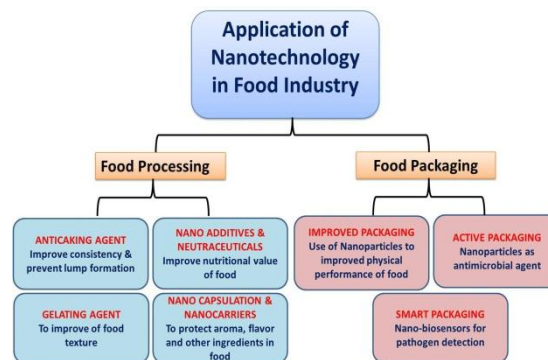 Application of
Nanotechnology
in Food Industry
Food Processing
Food Packaging
ANTICAKING AGENT
Improve consistency &
prevent lump formation
NANO ADDITIVES &
NEUTRACEUTICALS
Improve nutritional value
of food
IMPROVED PACKAGING
Use of Nanoparticles to
improved physical
performance of food
ACTIVE PACKAGING
Nanoparticles as
antimicrobial agent
GELATING AGENT
To improve of food
texture
NANO CAPSULATION &
NANOCARRIERS
To protect aroma, flavor
and other ingredients in
food
SMART PACKAGING
Nano-biosensors for
pathogen detection